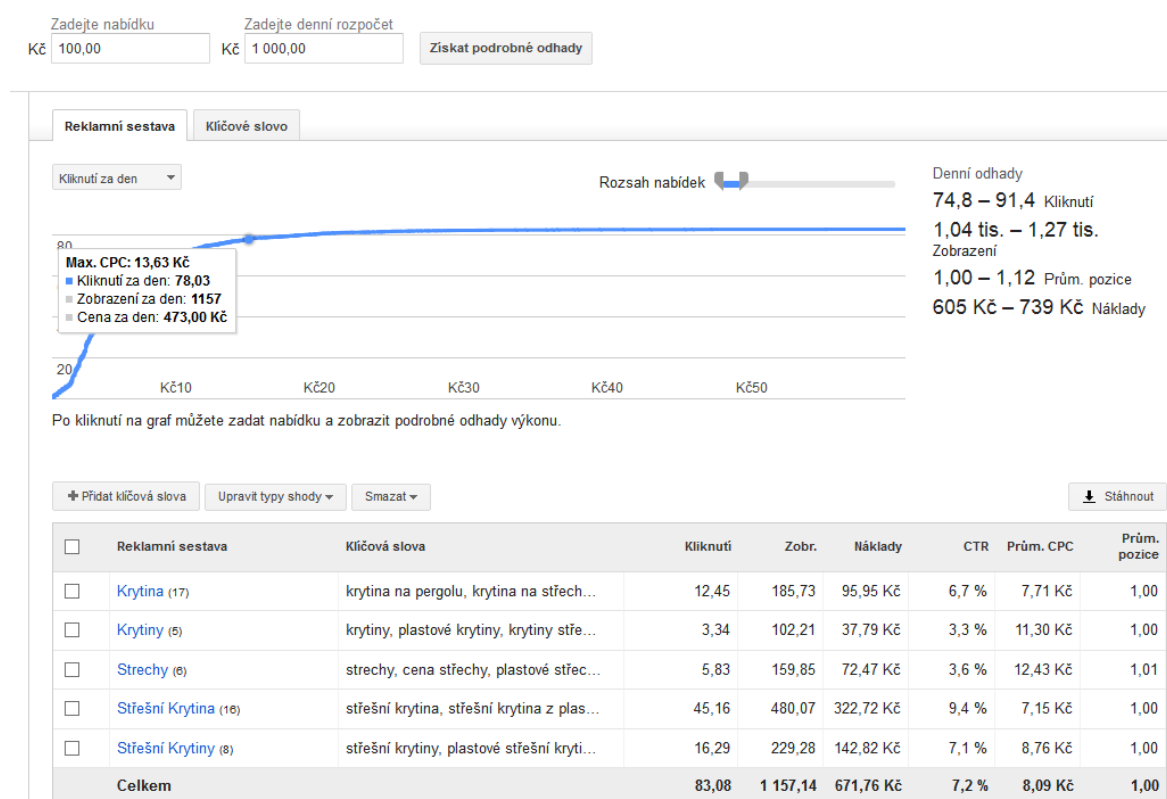 Zadejte nabídku Zadejte denní rozpočet
Kč 100,00 Kč 1 000,00 Získat podrobné odhady
Reklamní sestava Klíčové slovo
Kliknutí za den Rozsah nabídek
Denní odhady
74,8 – 91,4 Kliknutí
1,04 tis. – 1,27 tis.
Zobrazení
1,00 – 1,12 Prům. pozice
605 Kč – 739 Kč Náklady
80
Max. CPC: 13,63 Kč
Kliknutí za den: 78,03
Zobrazení za den: 1157
Cena za den: 473,00 Kč
20
Kč10 Kč20 Kč30 Kč40 Kč50
Po kliknutí na graf můžete zadat nabídku a zobrazit podrobné odhady výkonu.
Přidat klíčová slova Upravit typy shody Smazat Stáhnout
Reklamní sestava Klíčová slova Kliknutí Zobr. Náklady CTR Prům. CPC Prům. pozice
Krytina (17) krytina na pergolu, krytina na střech... 12,45 185,73 95,95 Kč 6,7 % 7,71 Kč 1,00
Krytiny (5) krytiny, plastové krytiny, krytiny stře... 3,34 102,21 37,79 Kč 3,3 % 11,30 Kč 1,00
Strechy (6) strechy, cena střechy, plastové střec... 5,83 159,85 72,47 Kč 3,6 % 12,43 Kč 1,01
Střešní Krytina (16) střešní krytina, střešní krytina z plas... 45,16 480,07 322,72 Kč 9,4 % 7,15 Kč 1,00
Střešní Krytiny (8) střešní krytiny, plastové střešní kryti... 16,29 229,28 142,82 Kč 7,1 % 8,76 Kč 1,00
Celkem 83,08 1 157,14 671,76 Kč 7,2 % 8,09 Kč 1,00